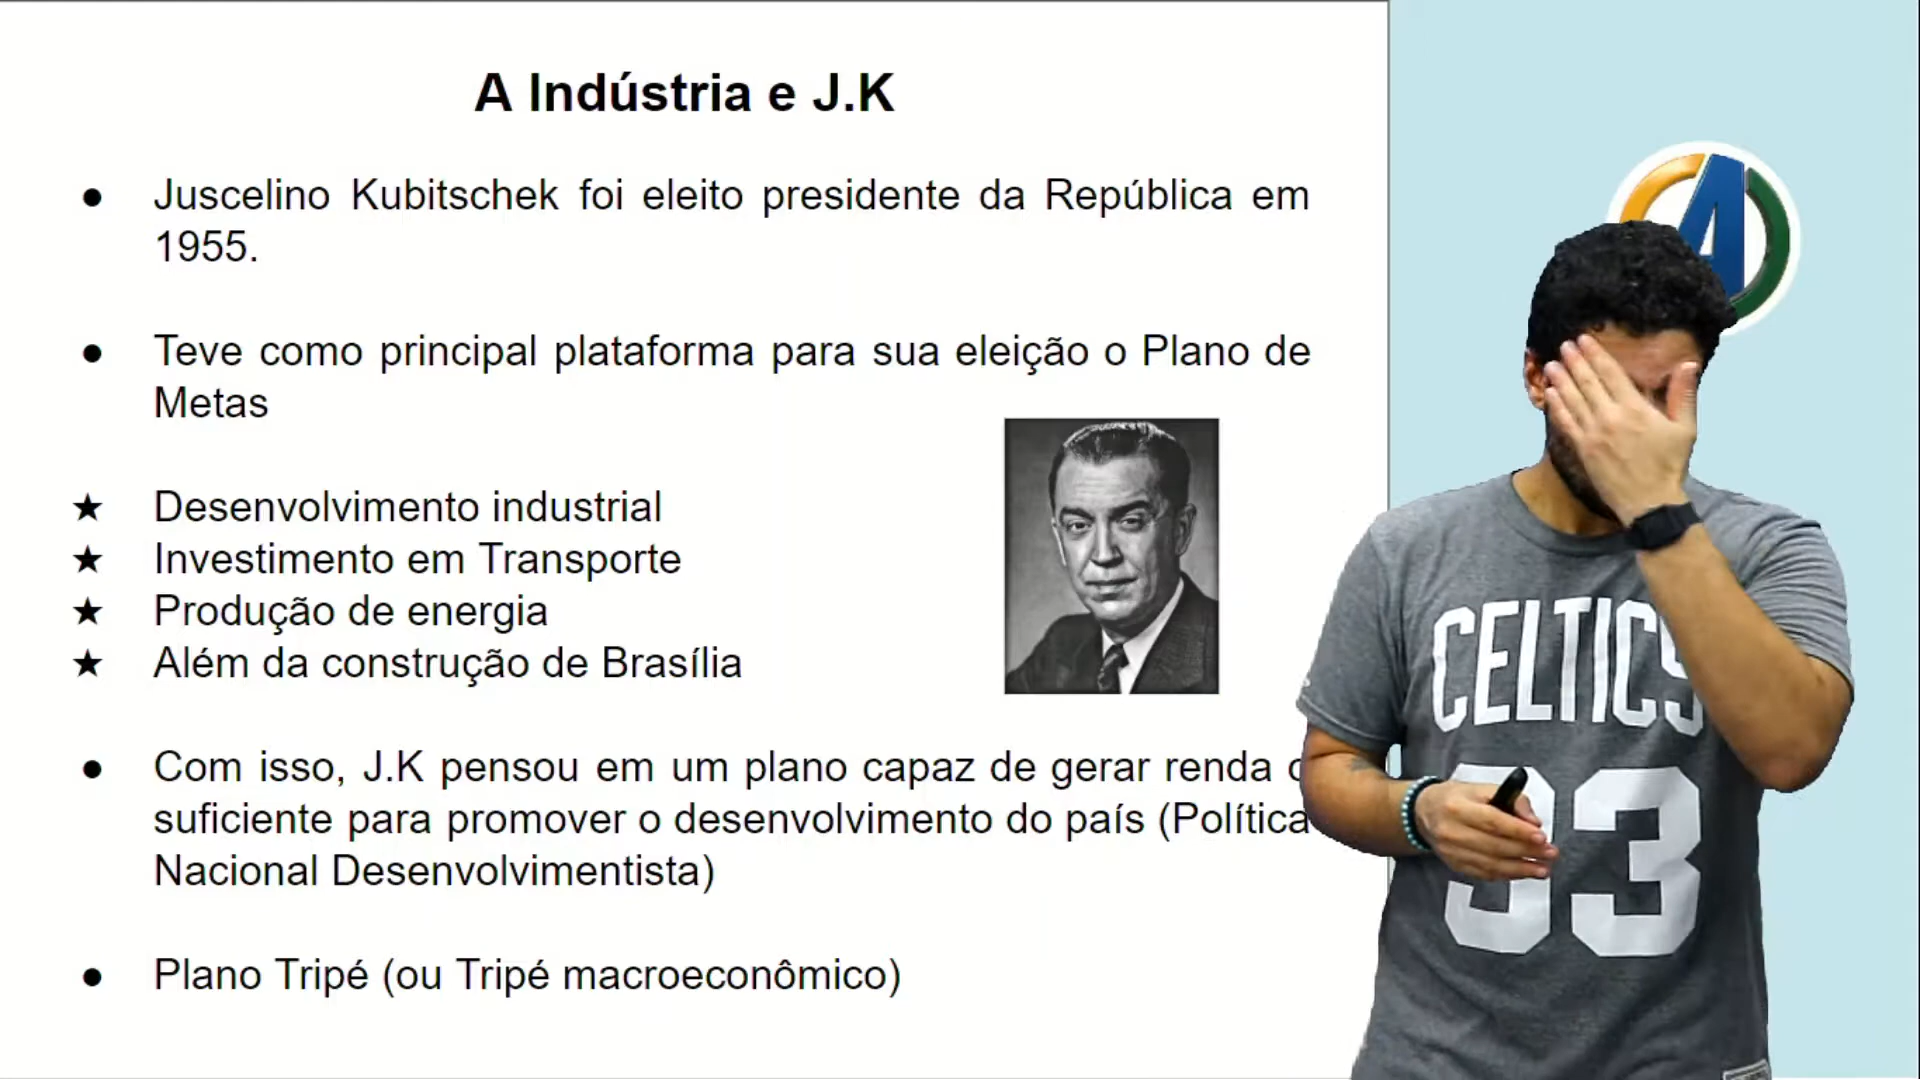 A Indústria e J.K
● Juscelino Kubitschek foi eleito presidente da República em
1955.
● Teve como principal plataforma para sua eleição o Plano de
Metas
★ Desenvolvimento industrial
★ Investimento em Transporte
★ Produção de energia
★ Além da construção de Brasília
● Com isso, J.K pensou em um plano capaz de gerar renda o
suficiente para promover o desenvolvimento do país (Política
Nacional Desenvolvimentista)
● Plano Tripé (ou Tripé macroeconômico)
A
CELTICS
33